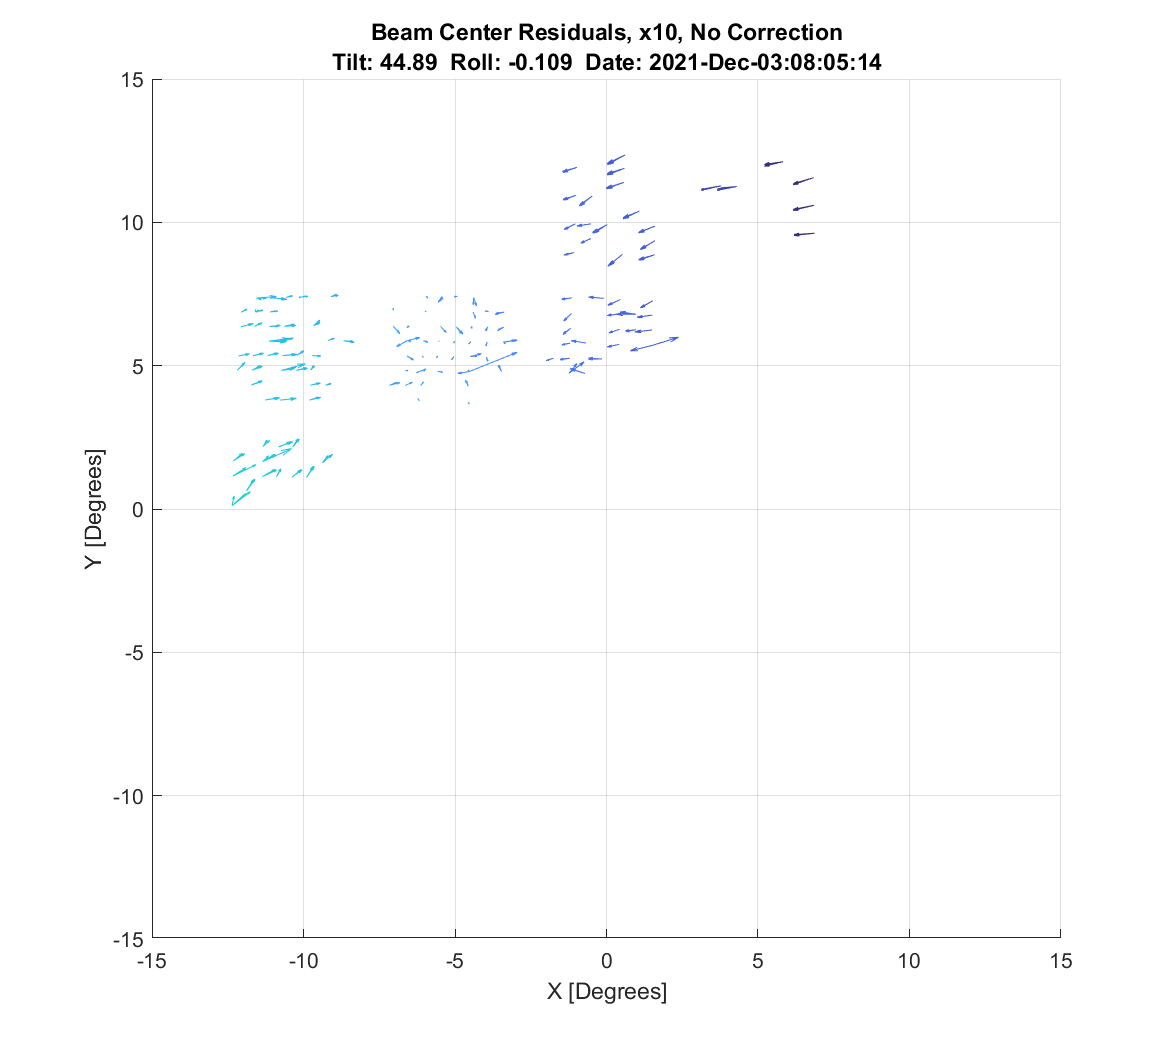 Beam Center Residuals, x10, No Correction
Tilt: 44.89 Roll: -0.109 Date: 2021-Dec-03:08:05:14
15
10
5
0
-5
-10
-15
Y [Degrees]
-15 -10 -5 0 5 10 15
X [Degrees]